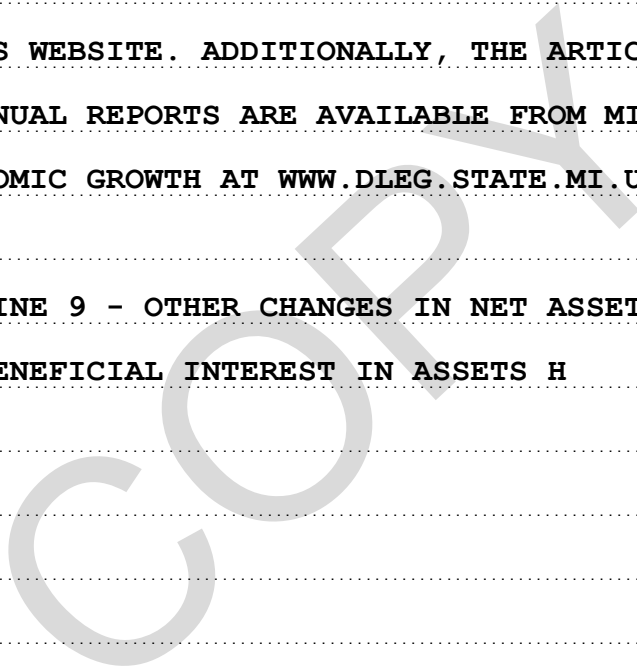 S WEBSITE. ADDITIONALLY, THE ARTIC
NUAL REPORTS ARE AVAILABLE FROM MI
OMIC GROWTH AT WWW.DLEG.STATE.MI.U
INE 9 - OTHER CHANGES IN NET ASSET
ENEFICIAL INTEREST IN ASSETS H
COPY